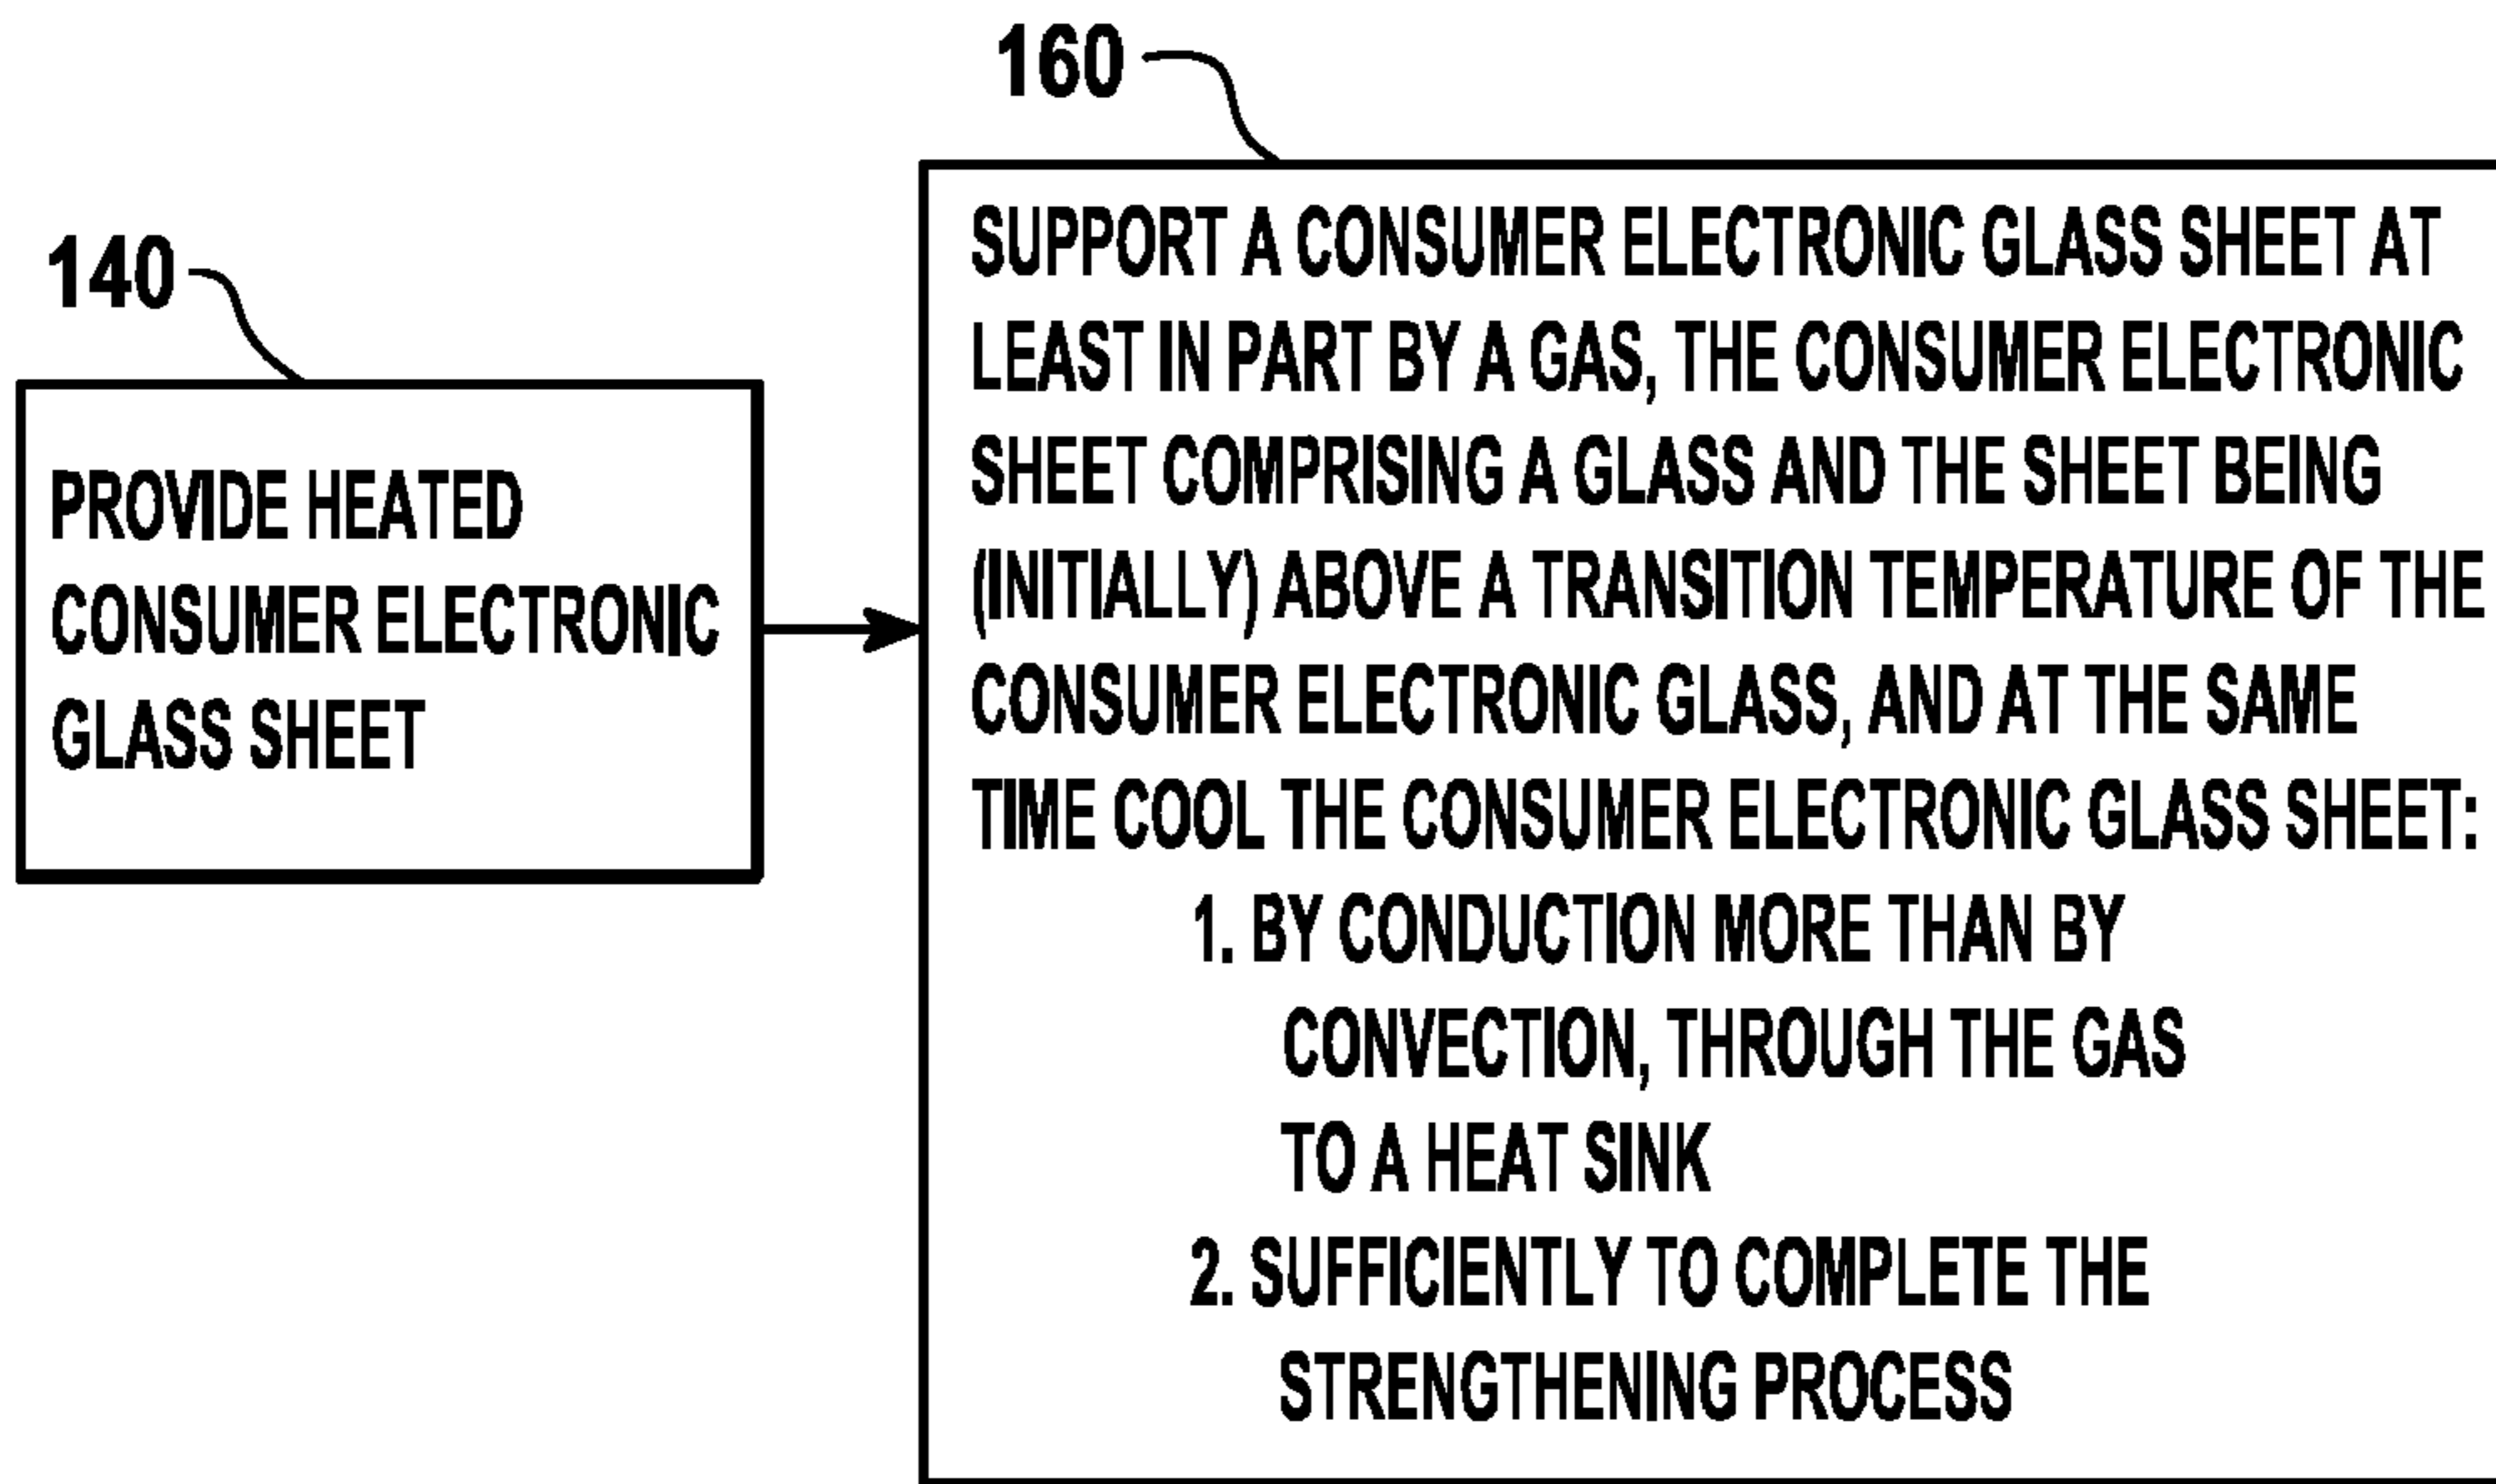 160
140
PROVIDE HEATED
CONSUMER ELECTRONIC
GLASS SHEET
SUPPORT A CONSUMER ELECTRONIC GLASS SHEET AT
LEAST IN PART BY A GAS, THE CONSUMER ELECTRONIC
SHEET COMPRISING A GLASS AND THE SHEET BEING
(INITIALLY) ABOVE A TRANSITION TEMPERATURE OF THE
CONSUMER ELECTRONIC GLASS, AND AT THE SAME
TIME COOL THE CONSUMER ELECTRONIC GLASS SHEET:
1. BY CONDUCTION MORE THAN BY
CONVECTION, THROUGH THE GAS
TO A HEAT SINK
2. SUFFICIENTLY TO COMPLETE THE
STRENGTHENING PROCESS